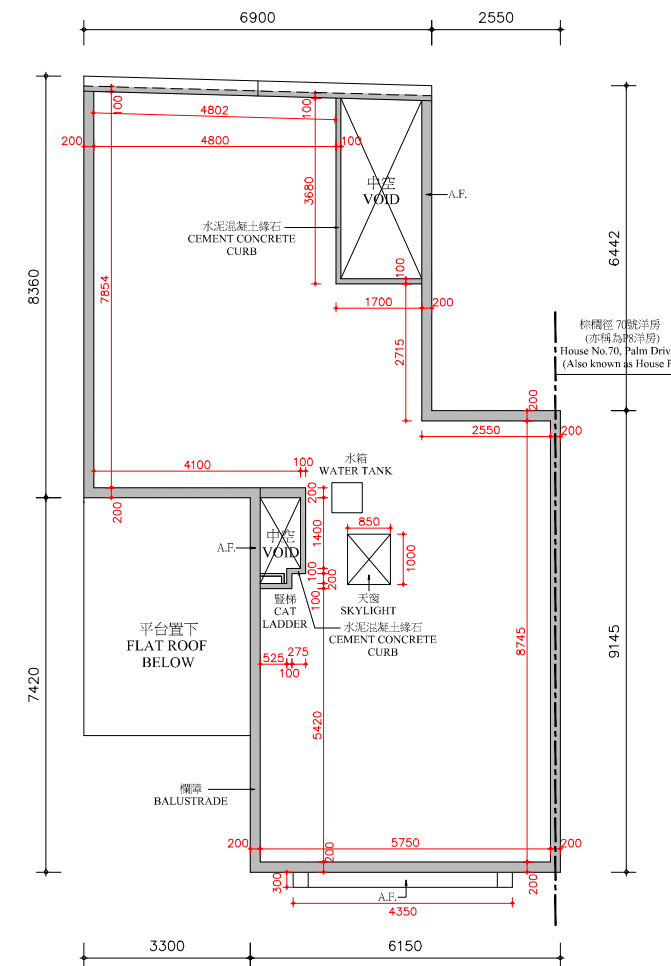 6900
2550
100
4802
100
200
4800
100
中空
VOID
A.F.
3680
水泥混凝土緣石
CEMENT CONCRETE
CURB
6442
8360
7854
100
1700
200
2715
棕櫚徑 70號洋房
(亦稱為P8洋房)
House No.70, Palm Driv
(Also known as House P
200
2550
200
水箱
WATER TANK
4100
100
200
200
850
1400
中空
VOID
A.F.
1000
100
200
100
豎梯
CAT
LADDER
天窗
SKYLIGHT
水泥混凝土緣石
CEMENT CONCRETE
CURB
平台置下
FLAT ROOF
BELOW
8745
9145
525
275
100
7420
5420
欄障
BALUSTRADE
200
5750
200
200
300
200
A.F.
4350
3300
6150